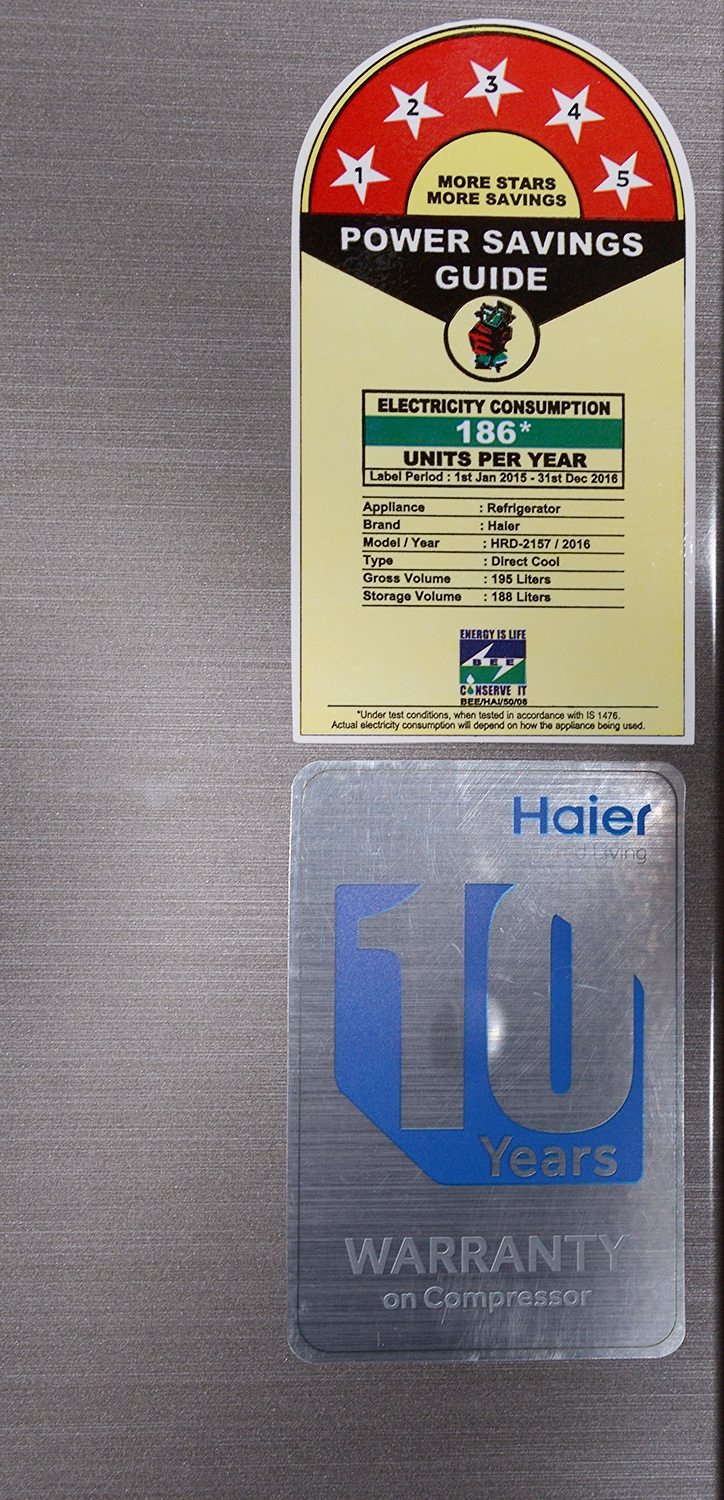 1 2 3 4 5
MORE STARS
MORE SAVINGS
POWER SAVINGS
GUIDE
ELECTRICITY CONSUMPTION
186*
UNITS PER YEAR
Label Period : 1st Jan 2015 - 31st Dec 2016
Appliance : Refrigerator
Brand : Haier
Model / Year : HRD-2157 / 2016
Type : Direct Cool
Gross Volume : 195 Liters
Storage Volume : 188 Liters
ENERGY IS LIFE
BEE
CONSERVE IT
BEE/HAI/50/08
*Under test conditions, when tested in accordance with IS 1476.
Actual electricity consumption will depend on how the appliance being used.
Haier
Living
10
Years
WARRANTY
on Compressor